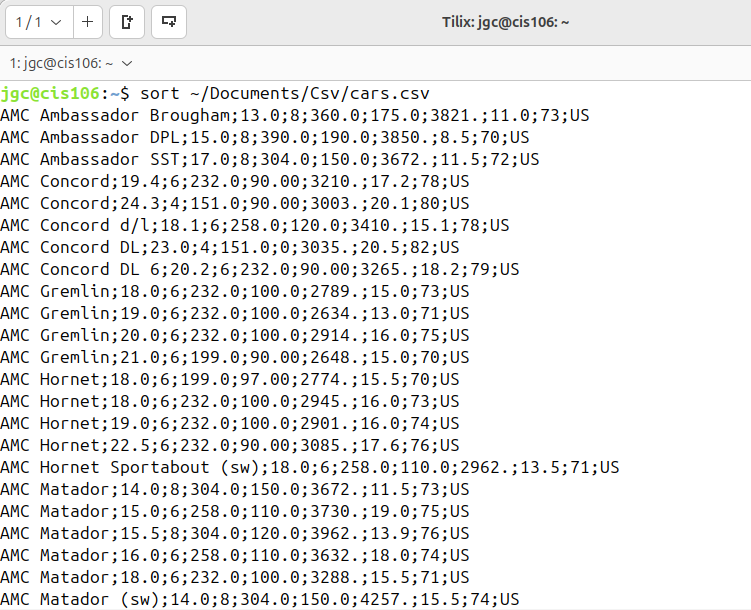 1 / 1
Tilix: jgc@cis106: ~
1: jgc@cis106: ~
jgc@cis106:~$ sort ~/Documents/Csv/cars.csv
AMC Ambassador Brougham;13.0;8;360.0;175.0;3821.;11.0;73;US
AMC Ambassador DPL;15.0;8;390.0;190.0;3850.;8.5;70;US
AMC Ambassador SST;17.0;8;304.0;150.0;3672.;11.5;72;US
AMC Concord;19.4;6;232.0;90.00;3210.;17.2;78;US
AMC Concord;24.3;4;151.0;90.00;3003.;20.1;80;US
AMC Concord d/l;18.1;6;258.0;120.0;3410.;15.1;78;US
AMC Concord DL;23.0;4;151.0;0;3035.;20.5;82;US
AMC Concord DL 6;20.2;6;232.0;90.00;3265.;18.2;79;US
AMC Gremlin;18.0;6;232.0;100.0;2789.;15.0;73;US
AMC Gremlin;19.0;6;232.0;100.0;2634.;13.0;71;US
AMC Gremlin;20.0;6;232.0;100.0;2914.;16.0;75;US
AMC Gremlin;21.0;6;199.0;90.00;2648.;15.0;70;US
AMC Hornet;18.0;6;199.0;97.00;2774.;15.5;70;US
AMC Hornet;18.0;6;232.0;100.0;2945.;16.0;73;US
AMC Hornet;19.0;6;232.0;100.0;2901.;16.0;74;US
AMC Hornet;22.5;6;232.0;90.00;3085.;17.6;76;US
AMC Hornet Sportabout (sw);18.0;6;258.0;110.0;2962.;13.5;71;US
AMC Matador;14.0;8;304.0;150.0;3672.;11.5;73;US
AMC Matador;15.0;6;258.0;110.0;3730.;19.0;75;US
AMC Matador;15.5;8;304.0;120.0;3962.;13.9;76;US
AMC Matador;16.0;6;258.0;110.0;3632.;18.0;74;US
AMC Matador;18.0;6;232.0;100.0;3288.;15.5;71;US
AMC Matador (sw);14.0;8;304.0;150.0;4257.;15.5;74;US